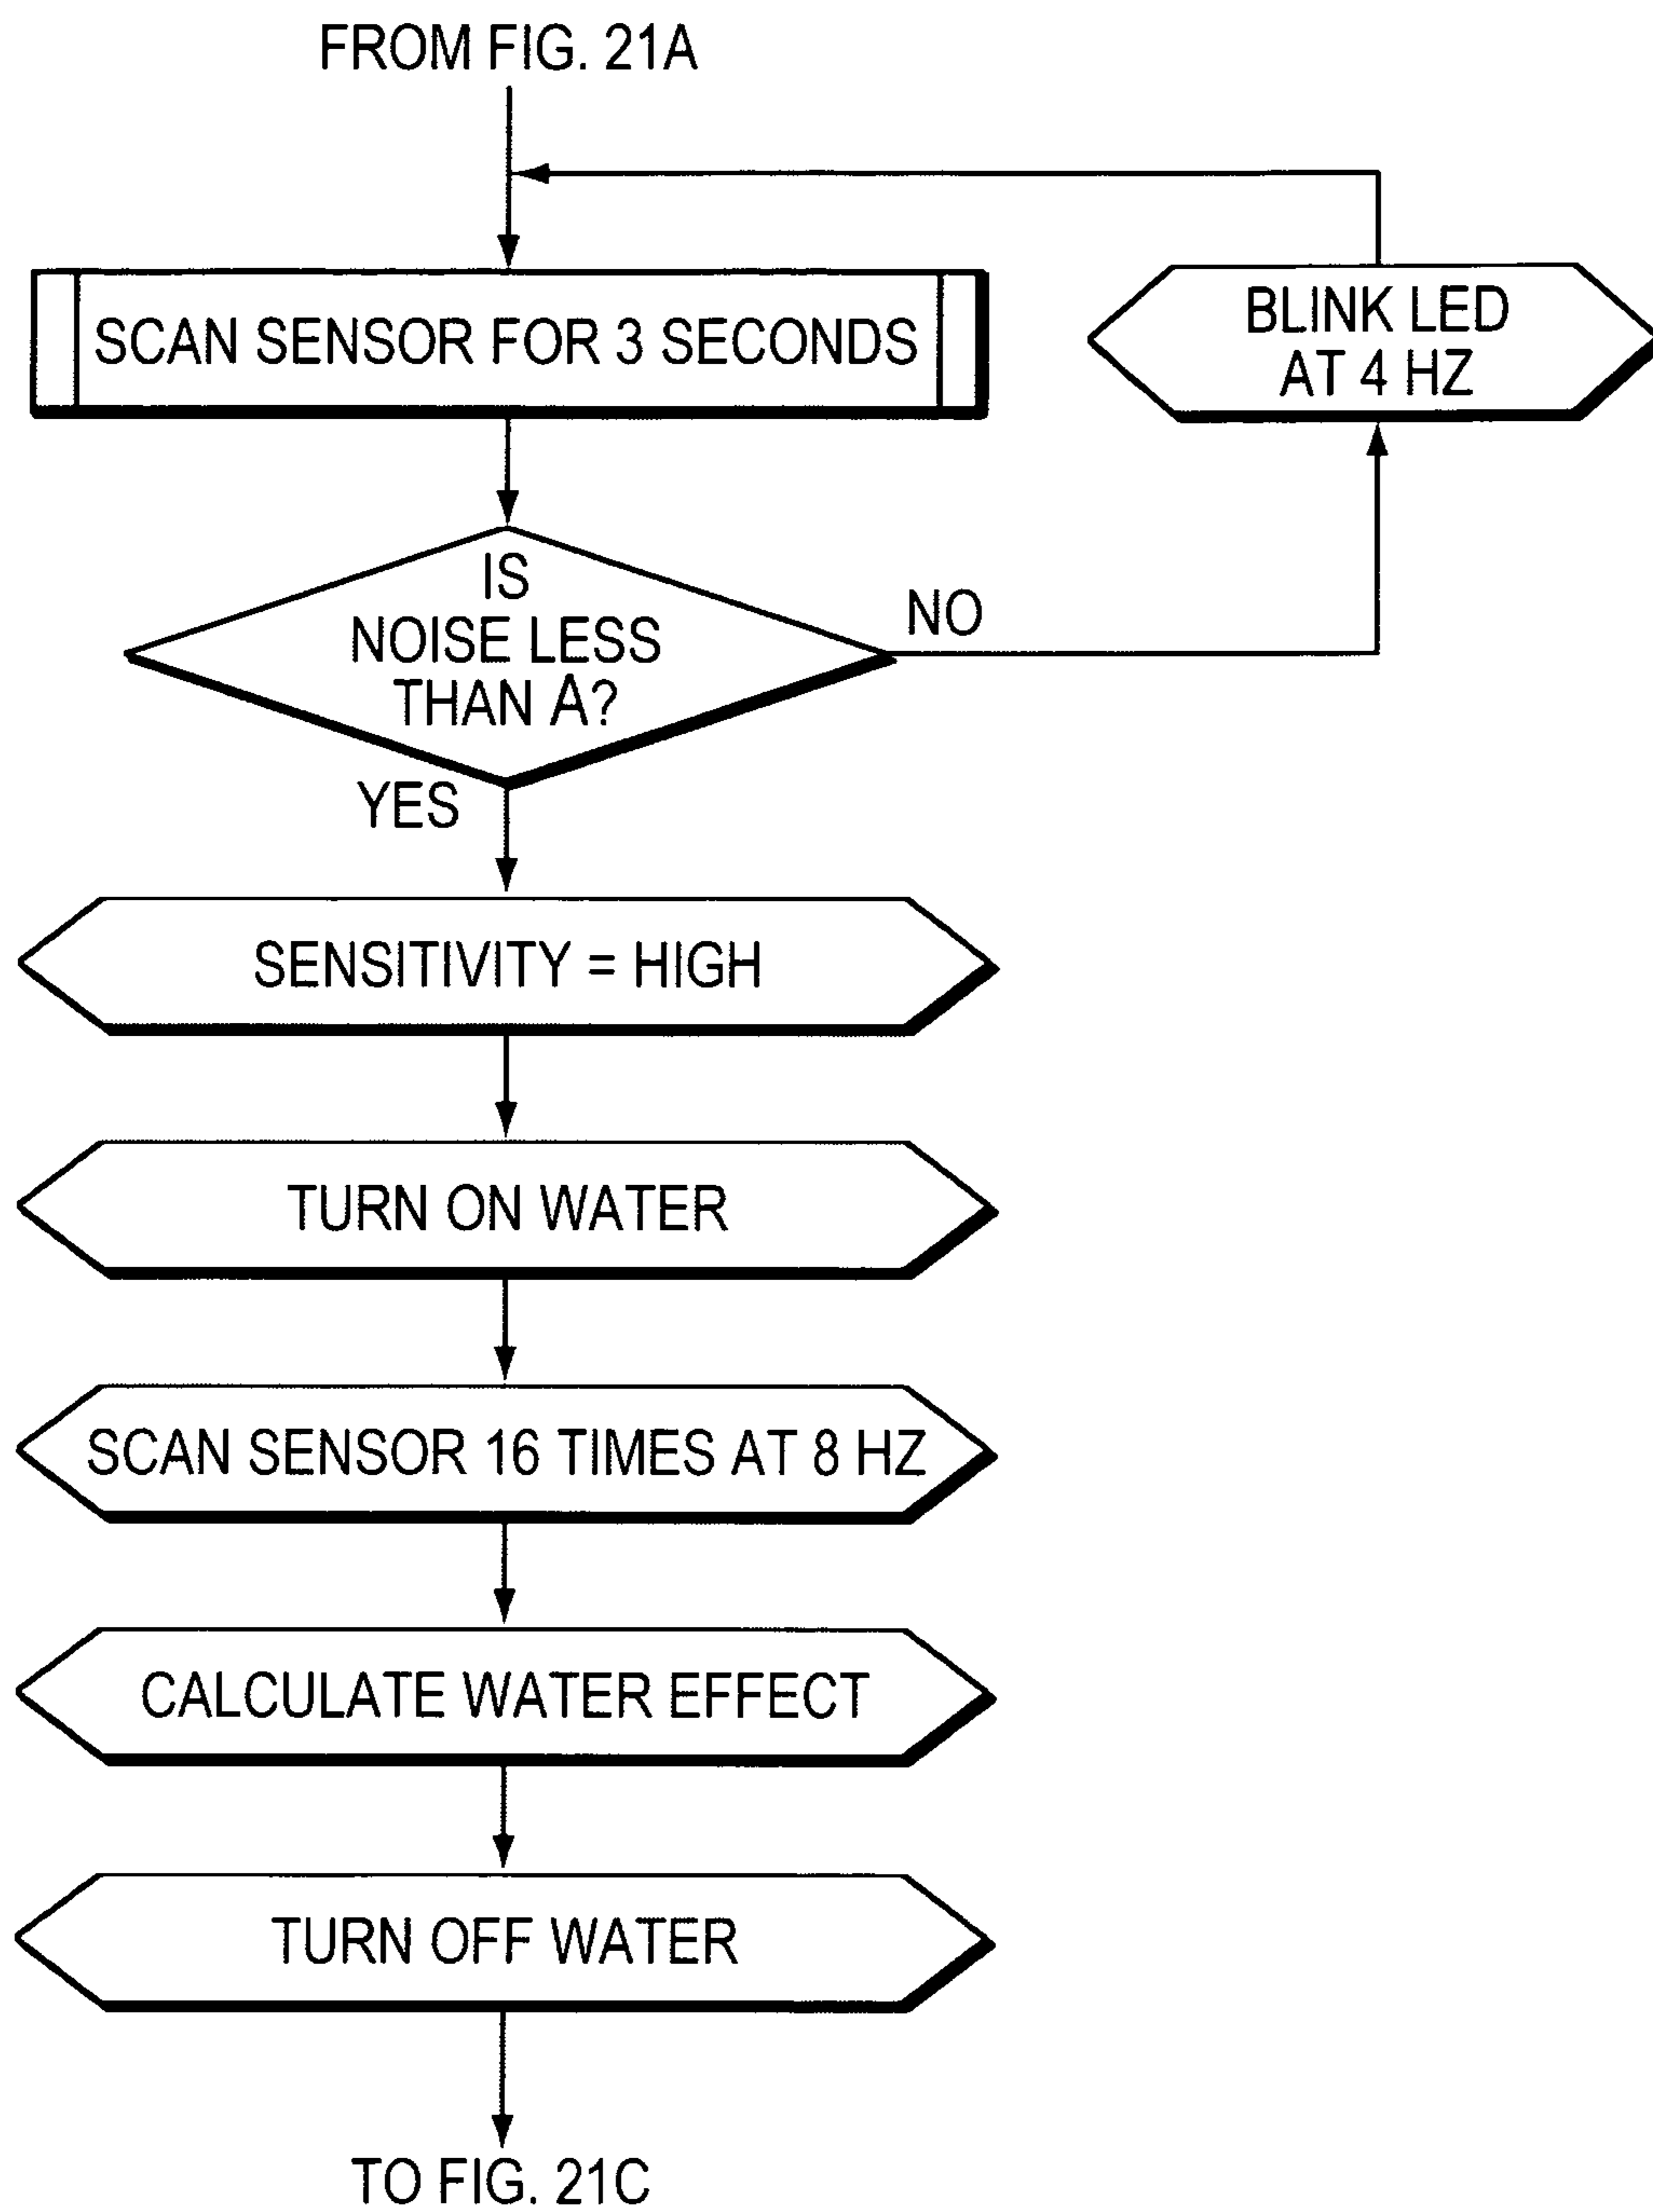 FROM FIG. 21A
SCAN SENSOR FOR 3 SECONDS
BLINK LED
AT 4 HZ
IS
NOISE LESS
THAN A?
NO
YES
SENSITIVITY = HIGH
TURN ON WATER
SCAN SENSOR 16 TIMES AT 8 HZ
CALCULATE WATER EFFECT
TURN OFF WATER
TO FIG. 21C